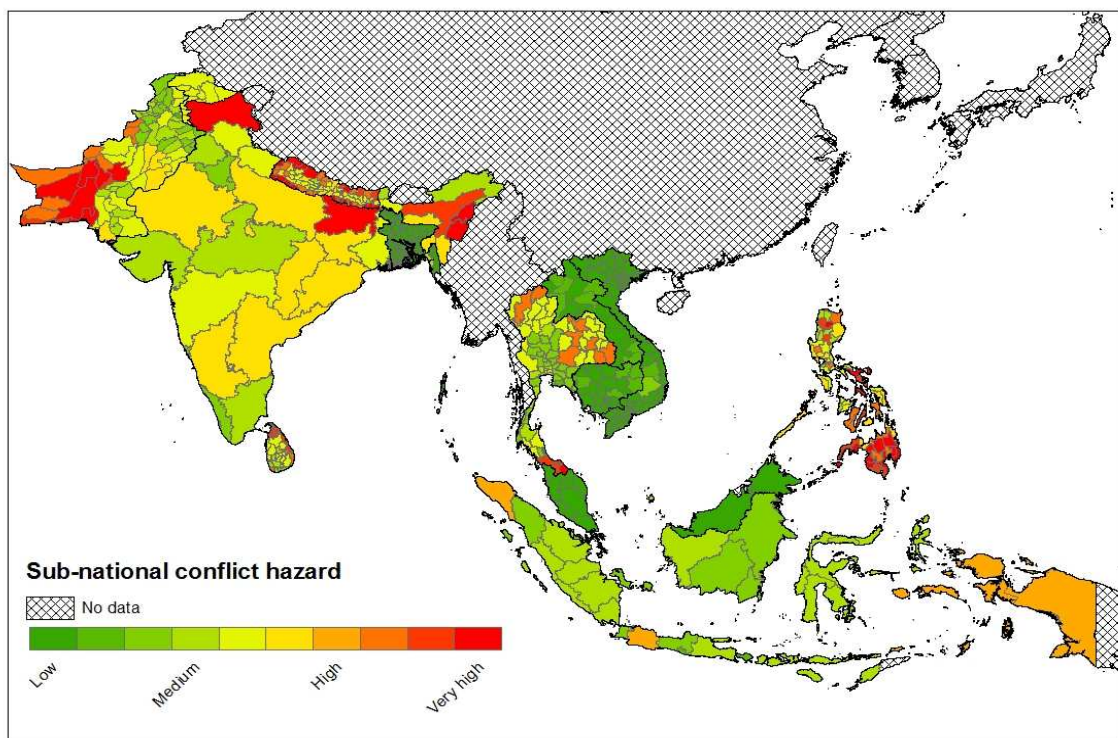 Sub-national conflict hazard
No data
Low
Medium
High
Very high